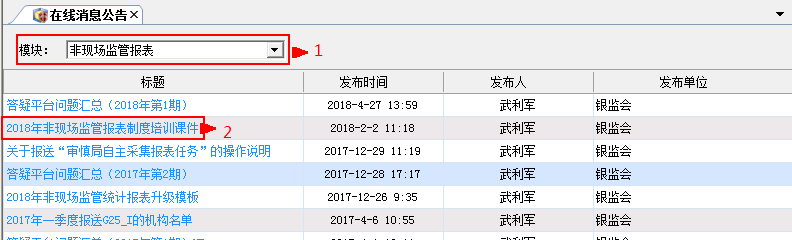 在线消息公告
模块： 非现场监管报表 1
标题 发布时间 发布人 发布单位
答疑平台问题汇总（2018年第1期） 2018-4-27 13:59 武利军 银监会
2018年非现场监管报表制度培训课件 2 2018-2-2 11:18 武利军 银监会
关于报送“审慎局自主采集报表任务”的操作说明 2017-12-29 11:19 武利军 银监会
答疑平台问题汇总（2017年第2期） 2017-12-28 17:17 武利军 银监会
2018年非现场监管统计报表升级模板 2017-12-26 9:35 武利军 银监会
2017年一季度报送G25_I的机构名单 2017-4-6 10:55 武利军 银监会